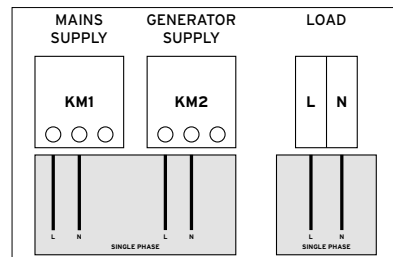 MAINS
SUPPLY
GENERATOR
SUPPLY
LOAD
KM1
KM2
L N
L N
L N
SINGLE PHASE
L N
SINGLE PHASE